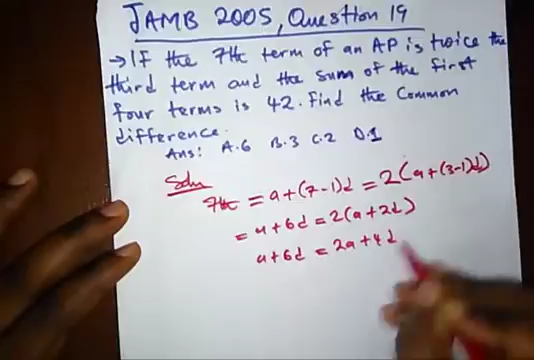 JAMB 2005, Question 19
→ If the 7th term of an AP is twice the
third term and the sum of the first
four terms is 42. Find the Common
difference.
Ans: A.6 B.3 C.2 D.1
Soln
7th = a+(7-1)d = 2(a+(3-1)d)
= a+6d = 2(a+2d)
a+6d = 2a+4d